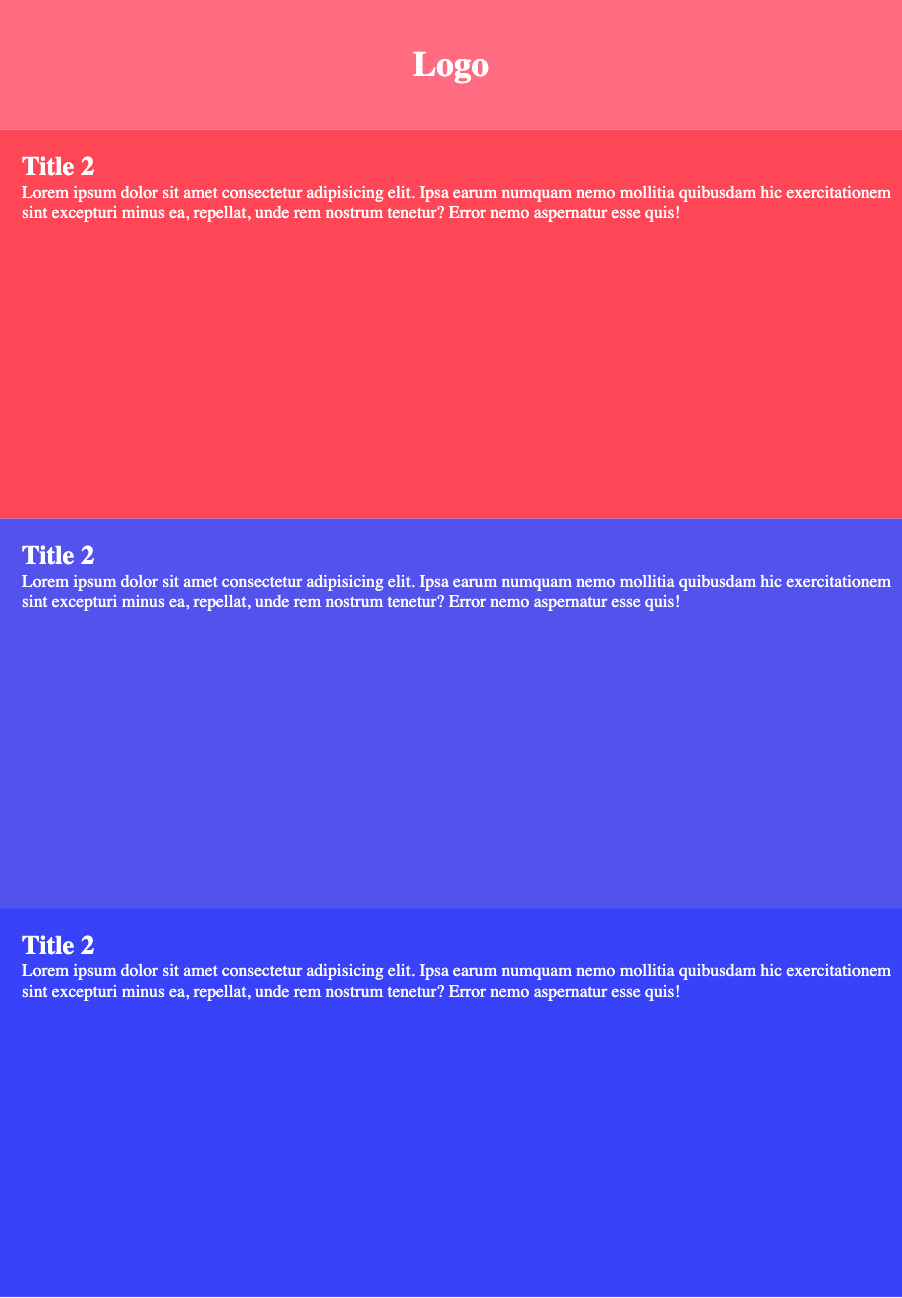 Logo
Title 2
Lorem ipsum dolor sit amet consectetur adipisicing elit. Ipsa earum numquam nemo mollitia quibusdam hic exercitationem
sint excepturi minus ea, repellat, unde rem nostrum tenetur? Error nemo aspernatur esse quis!
Title 2
Lorem ipsum dolor sit amet consectetur adipisicing elit. Ipsa earum numquam nemo mollitia quibusdam hic exercitationem
sint excepturi minus ea, repellat, unde rem nostrum tenetur? Error nemo aspernatur esse quis!
Title 2
Lorem ipsum dolor sit amet consectetur adipisicing elit. Ipsa earum numquam nemo mollitia quibusdam hic exercitationem
sint excepturi minus ea, repellat, unde rem nostrum tenetur? Error nemo aspernatur esse quis!